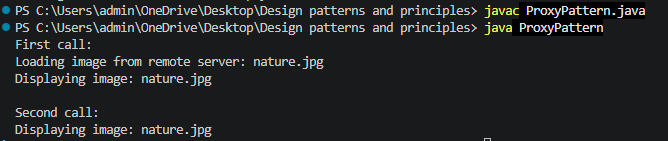 PS C:\Users\admin\OneDrive\Desktop\Design patterns and principles> javac ProxyPattern.java
PS C:\Users\admin\OneDrive\Desktop\Design patterns and principles> java ProxyPattern
First call:
Loading image from remote server: nature.jpg
Displaying image: nature.jpg

Second call:
Displaying image: nature.jpg